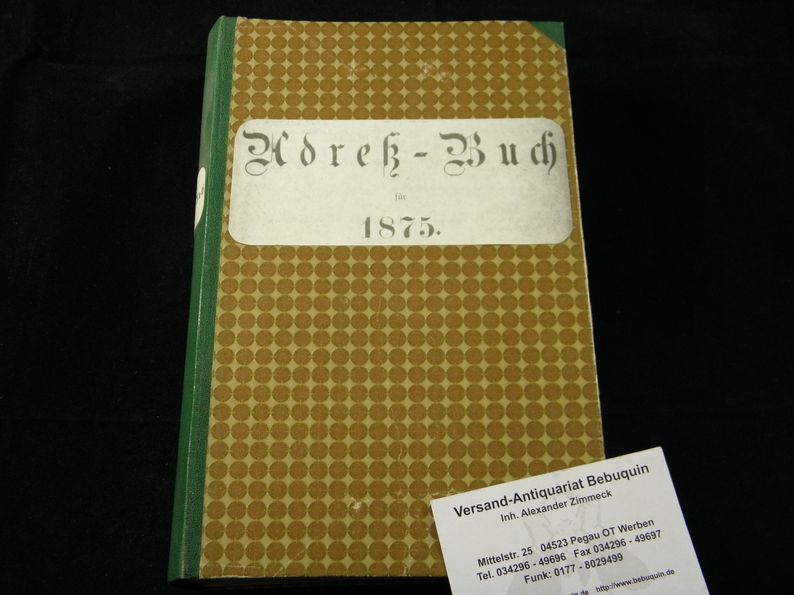 Adreß-Buch
für
1875.
Versand-Antiquariat Bebuquin
Inh. Alexander Zimmeck
Mittelstr. 25 04523 Pegau OT Werben
Tel. 034296 - 49696 Fax 034296 - 49697
Funk: 0177 - 8029499
http://www.bebuquin.de